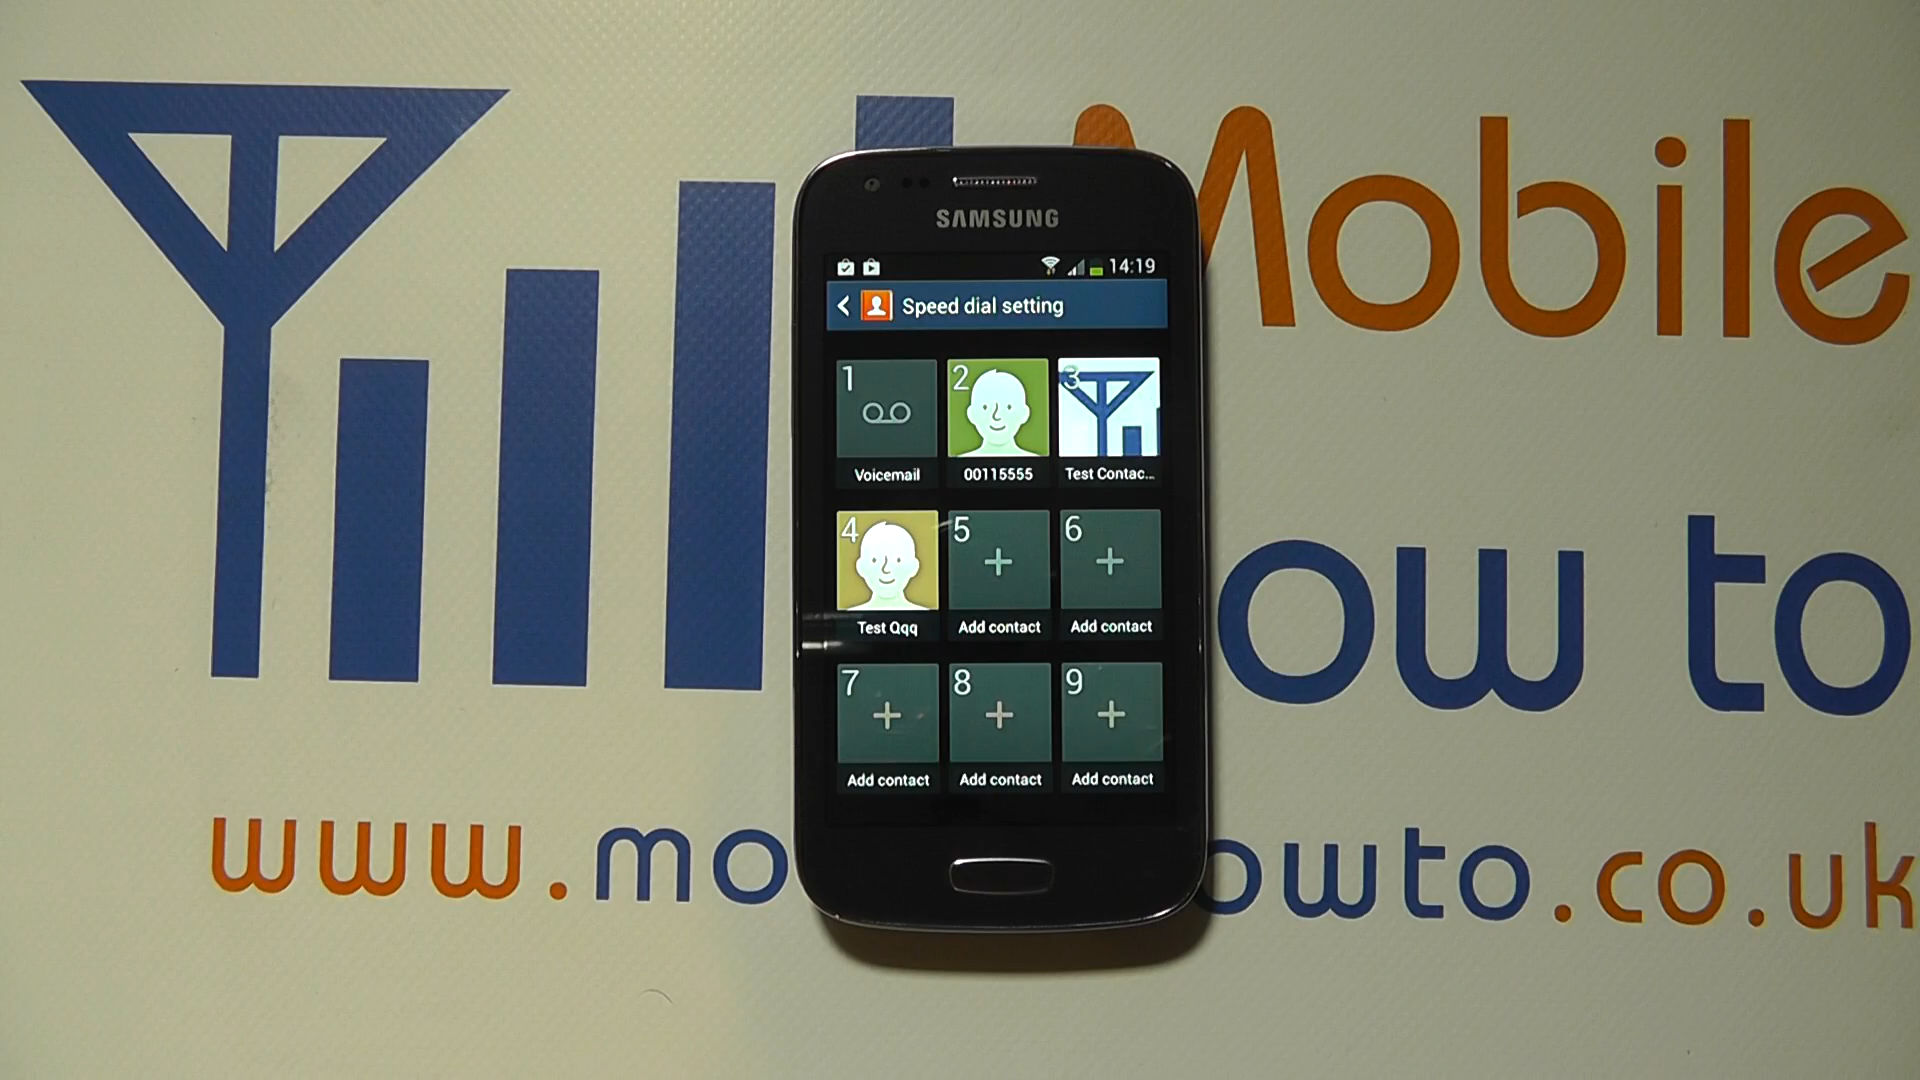 Mobile
ow to
www.mo owto.co.uk
SAMSUNG
14:19
Speed dial setting
1 2 3
Voicemail 00115555 Test Contac...
4 5 6
Test Qqq Add contact Add contact
7 8 9
Add contact Add contact Add contact